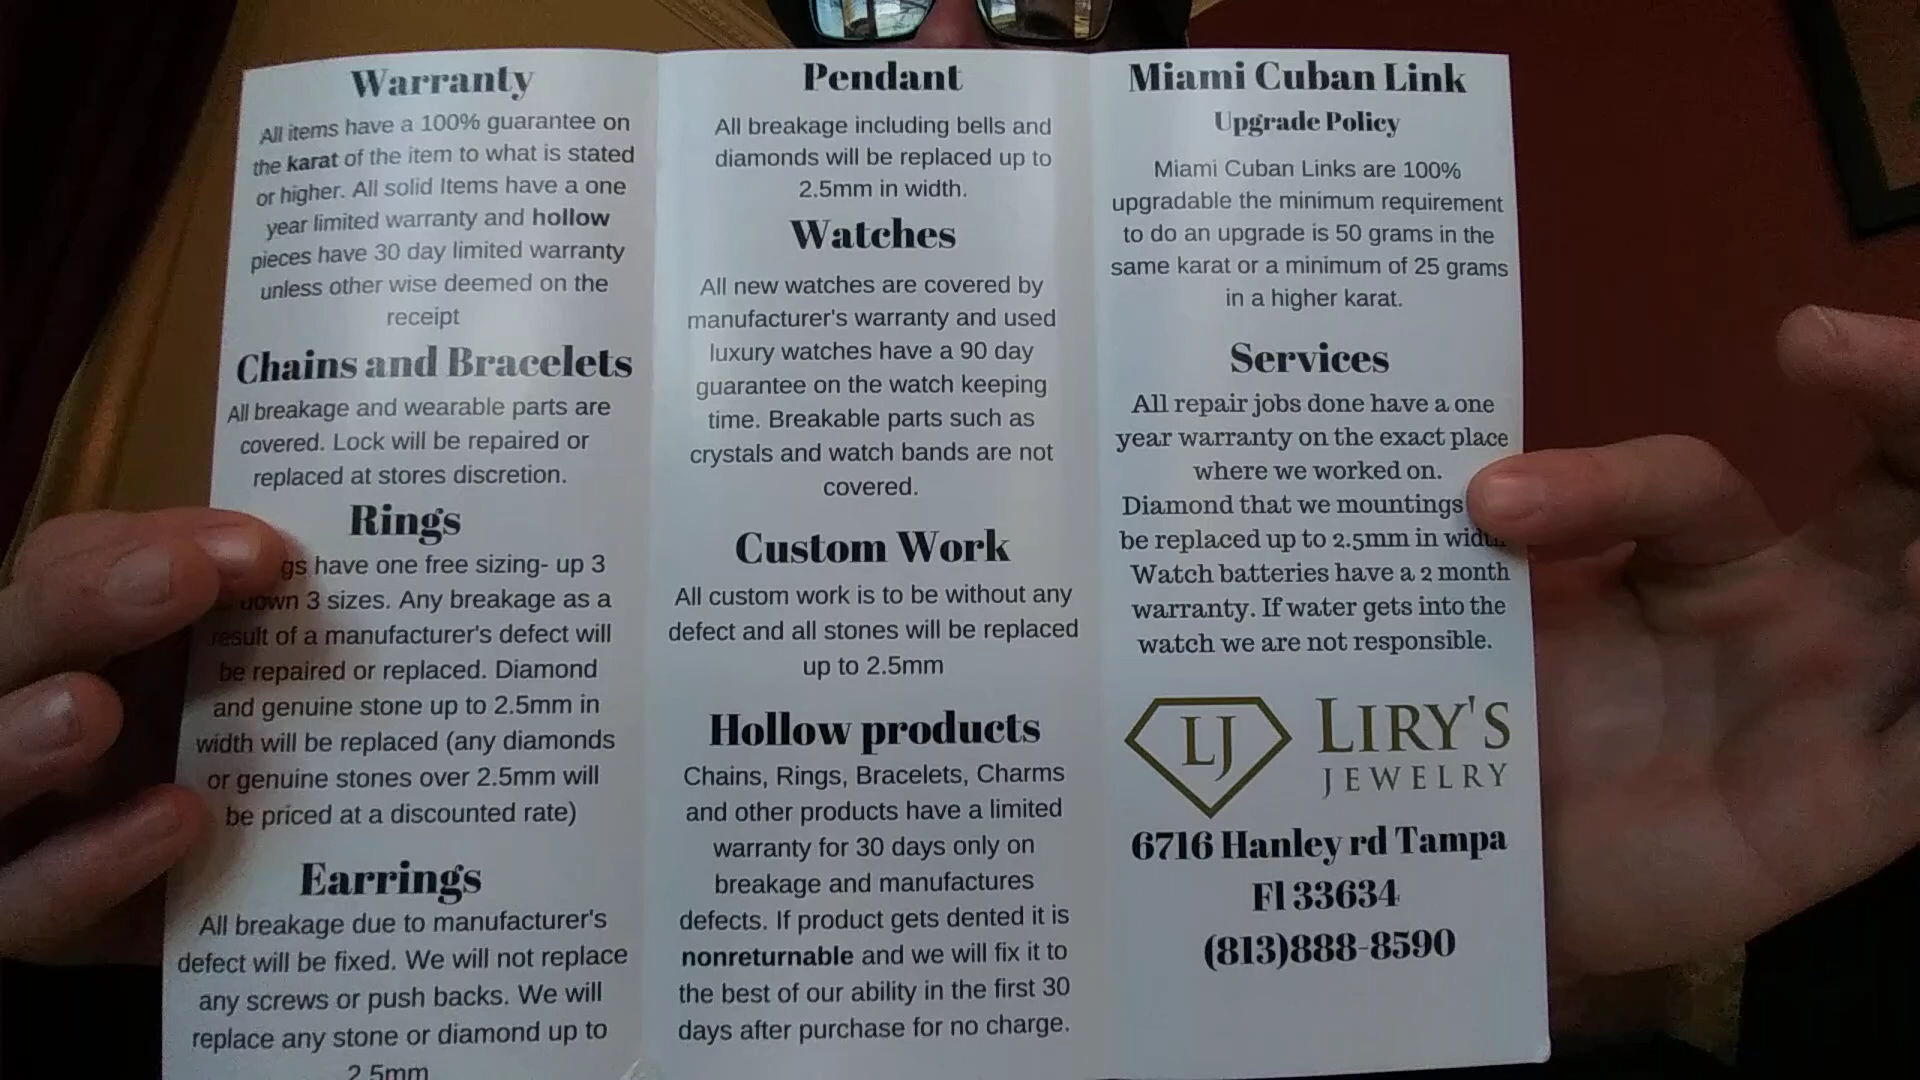 Warranty
All items have a 100% guarantee on
the karat of the item to what is stated
or higher. All solid Items have a one
year limited warranty and hollow
pieces have 30 day limited warranty
unless other wise deemed on the
receipt
Chains and Bracelets
All breakage and wearable parts are
covered. Lock will be repaired or
replaced at stores discretion.
Rings
gs have one free sizing- up 3
down 3 sizes. Any breakage as a
result of a manufacturer's defect will
be repaired or replaced. Diamond
and genuine stone up to 2.5mm in
width will be replaced (any diamonds
or genuine stones over 2.5mm will
be priced at a discounted rate)
Earrings
All breakage due to manufacturer's
defect will be fixed. We will not replace
any screws or push backs. We will
replace any stone or diamond up to
2.5mm
Pendant
All breakage including bells and
diamonds will be replaced up to
2.5mm in width.
Watches
All new watches are covered by
manufacturer's warranty and used
luxury watches have a 90 day
guarantee on the watch keeping
time. Breakable parts such as
crystals and watch bands are not
covered.
Custom Work
All custom work is to be without any
defect and all stones will be replaced
up to 2.5mm
Hollow products
Chains, Rings, Bracelets, Charms
and other products have a limited
warranty for 30 days only on
breakage and manufactures
defects. If product gets dented it is
nonreturnable and we will fix it to
the best of our ability in the first 30
days after purchase for no charge.
Miami Cuban Link
Upgrade Policy
Miami Cuban Links are 100%
upgradable the minimum requirement
to do an upgrade is 50 grams in the
same karat or a minimum of 25 grams
in a higher karat.
Services
All repair jobs done have a one
year warranty on the exact place
where we worked on.
Diamond that we mountings
be replaced up to 2.5mm in width
Watch batteries have a 2 month
warranty. If water gets into the
watch we are not responsible.
LJ
LIRY'S
JEWELRY
6716 Hanley rd Tampa
Fl 33634
(813)888-8590